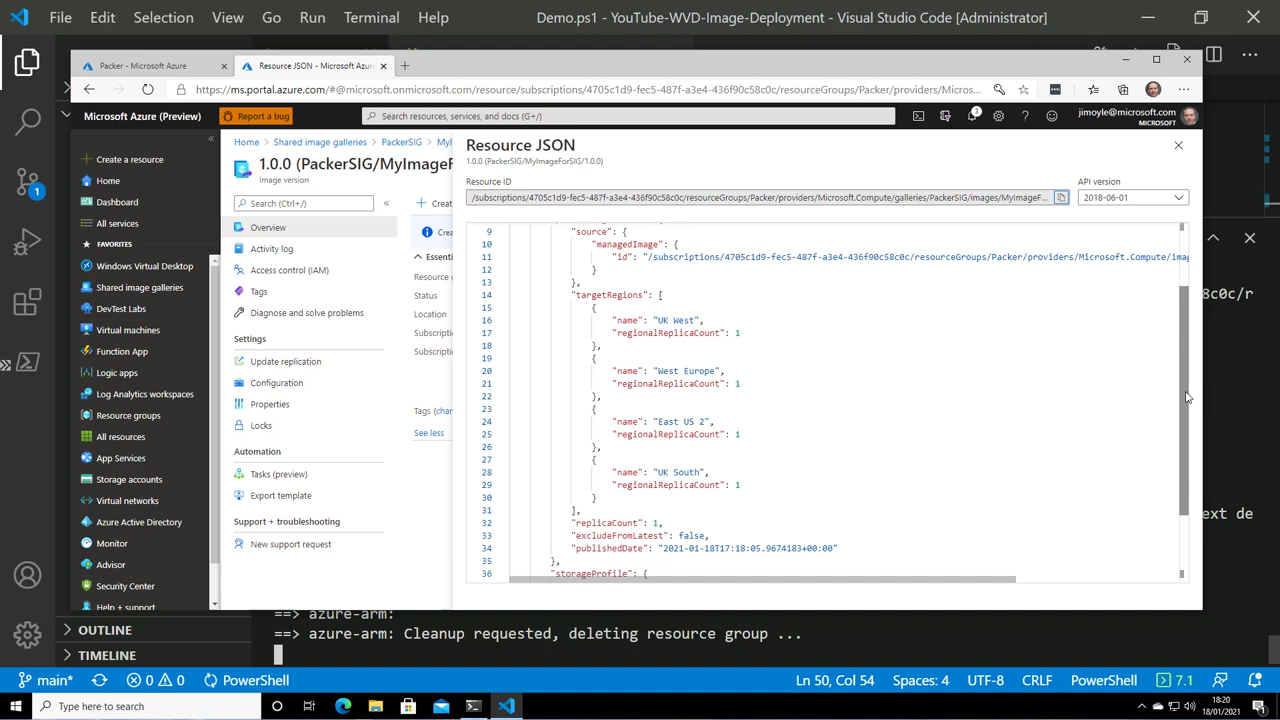 File Edit Selection View Go Run Terminal Help Demo.ps1 - YouTube-WVD-Image-Deployment - Visual Studio Code [Administrator]
Packer - Microsoft Azure
Resource JSON - Microsoft Azur
https://ms.portal.azure.com/#@microsoft.onmicrosoft.com/resource/subscriptions/4705c1d9-fec5-487f-a3e4-436f90c58c0c/resourceGroups/Packer/providers/Micros...
Microsoft Azure (Preview)
Report a bug
Search resources, services, and docs (G+/)
1
jimoyle@microsoft.com
MICROSOFT
Create a resource
Home
Dashboard
All services
FAVORITES
Windows Virtual Desktop
Shared image galleries
DevTest Labs
Virtual machines
Function App
Logic apps
Log Analytics workspaces
Resource groups
All resources
App Services
Storage accounts
Virtual networks
Azure Active Directory
Monitor
Advisor
Security Center
Help + support
Home > Shared image galleries > PackerSIG > MyI
1.0.0 (PackerSIG/MyImageF
Image version
Search (Ctrl+/)
Overview
Activity log
Access control (IAM)
Tags
Diagnose and solve problems
Settings
Update replication
Configuration
Properties
Locks
Automation
Tasks (preview)
Export template
Support + troubleshooting
New support request
Creat
Crea
Essenti
Resource g
Status
Location
Subscripti
Subscripti
Tags (chan
See less
Resource JSON
1.0.0 (PackerSIG/MyImageForSIG/1.0.0)
Resource ID
/subscriptions/4705c1d9-fec5-487f-a3e4-436f90c58c0c/resourceGroups/Packer/providers/Microsoft.Compute/galleries/PackerSIG/images/MyImageF...
API version
2018-06-01
9 "source": {
10 "managedImage": {
11 "id": "/subscriptions/4705c1d9-fec5-487f-a3e4-436f90c58c0c/resourceGroups/Packer/providers/Microsoft.Compute/imag
12 }
13 },
14 "targetRegions": [
15 {
16 "name": "UK West",
17 "regionalReplicaCount": 1
18 },
19 {
20 "name": "West Europe",
21 "regionalReplicaCount": 1
22 },
23 {
24 "name": "East US 2",
25 "regionalReplicaCount": 1
26 },
27 {
28 "name": "UK South",
29 "regionalReplicaCount": 1
30 }
31 ],
32 "replicaCount": 1,
33 "excludeFromLatest": false,
34 "publishedDate": "2021-01-18T17:18:05.9674183+00:00"
35 },
36 "storageProfile": {
8c0c/r
ext de
1
OUTLINE
TIMELINE
==> azure-arm:
==> azure-arm: Cleanup requested, deleting resource group ...
main* 0 0 PowerShell Ln 50, Col 54 Spaces: 4 UTF-8 CRLF PowerShell 7.1
Type here to search
18:20
18/01/2021